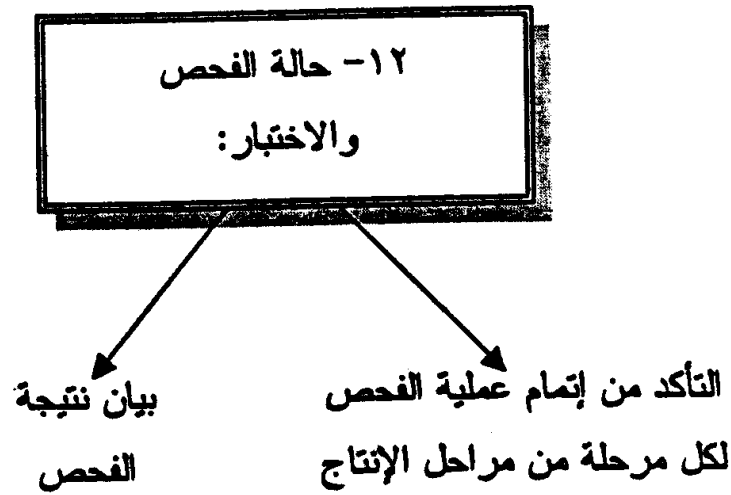 ١٢- حالة الفحص
والاختبار:
التأكد من إتمام عملية الفحص
لكل مرحلة من مراحل الإنتاج
بيان نتيجة
الفحص